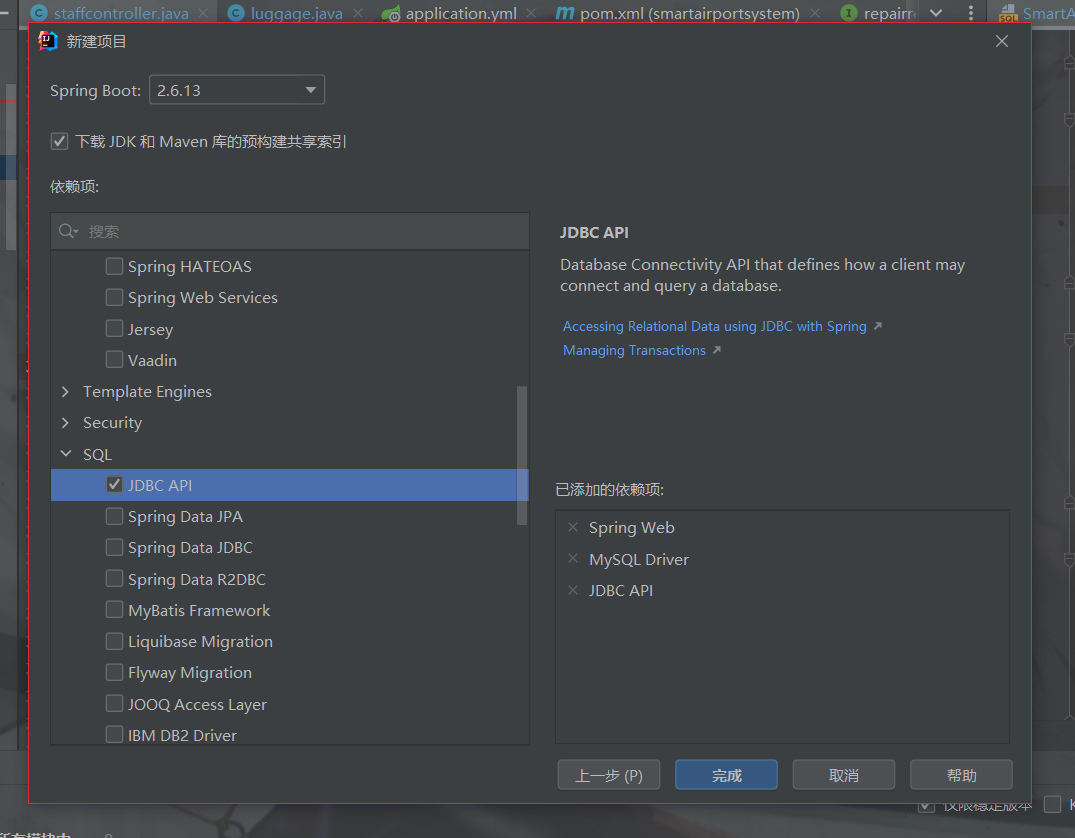 staffcontroller.java luggage.java application.yml pom.xml (smartairportsystem)
新建项目
Spring Boot: 2.6.13
下载 JDK 和 Maven 库的预构建共享索引
依赖项:
搜索
Spring HATEOAS
Spring Web Services
Jersey
Vaadin
Template Engines
Security
SQL
JDBC API
Spring Data JPA
Spring Data JDBC
Spring Data R2DBC
MyBatis Framework
Liquibase Migration
Flyway Migration
JOOQ Access Layer
IBM DB2 Driver
JDBC API
Database Connectivity API that defines how a client may
connect and query a database.
Accessing Relational Data using JDBC with Spring
Managing Transactions
已添加的依赖项:
Spring Web
MySQL Driver
JDBC API
上一步 (P) 完成 取消 帮助
仅限稳定版本